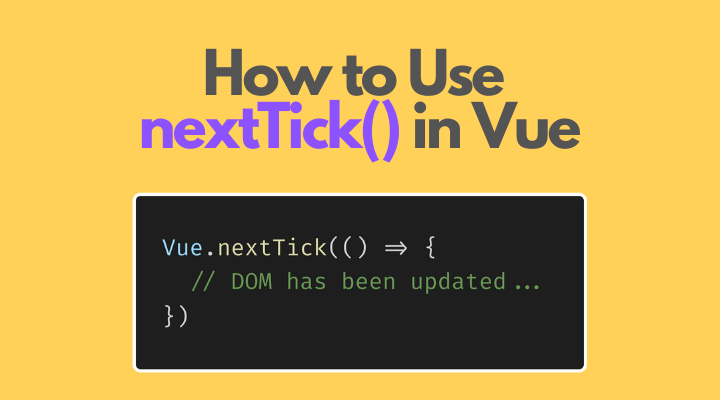 How to Use
nextTick() in Vue
Vue.nextTick(() => {
// DOM has been updated...
})